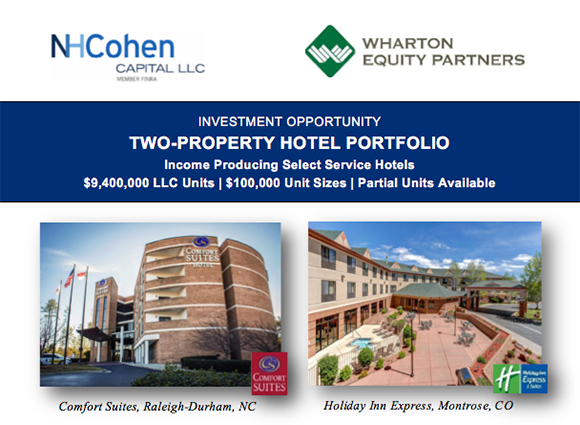 NHCohen
CAPITAL LLC
MEMBER FINRA
WHARTON
EQUITY PARTNERS
INVESTMENT OPPORTUNITY
TWO-PROPERTY HOTEL PORTFOLIO
Income Producing Select Service Hotels
$9,400,000 LLC Units | $100,000 Unit Sizes | Partial Units Available
COMFORT
SUITES
COMFORT
SUITES
H
Holiday Inn
Express
& Suites
Comfort Suites, Raleigh-Durham, NC
Holiday Inn Express, Montrose, CO